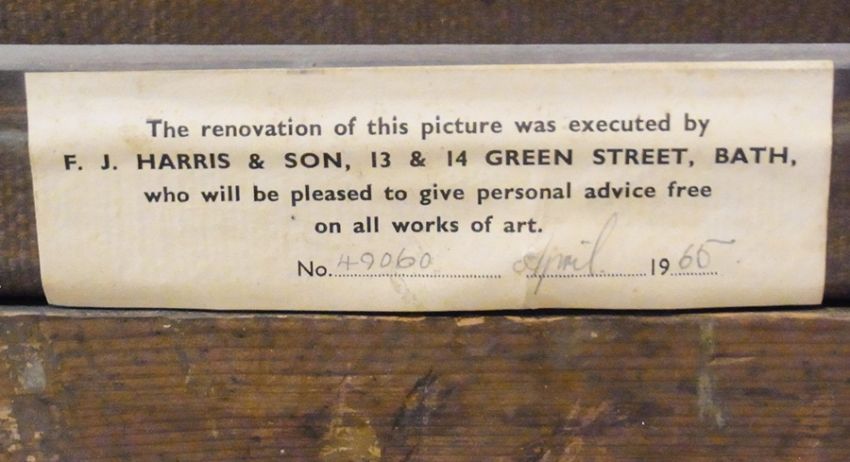 The renovation of this picture was executed by
F. J. HARRIS & SON, 13 & 14 GREEN STREET, BATH,
who will be pleased to give personal advice free
on all works of art.
No. 49060 April 1965